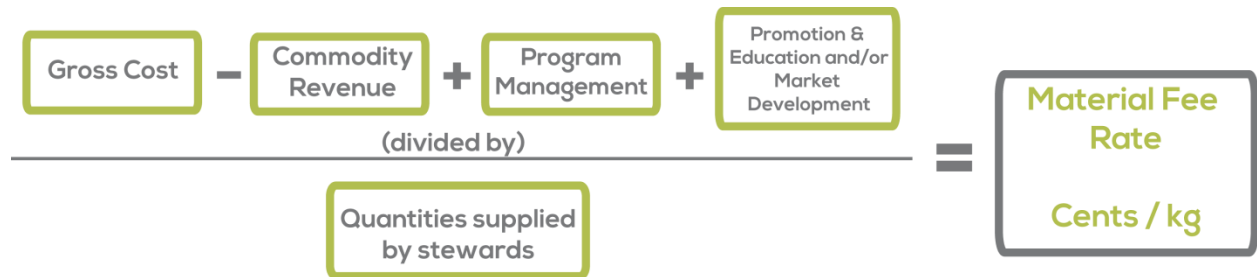 Gross Cost
−
Commodity
Revenue
+
Program
Management
+
Promotion &
Education and/or
Market
Development
(divided by)
Quantities supplied
by stewards
=
Material Fee
Rate
Cents / kg